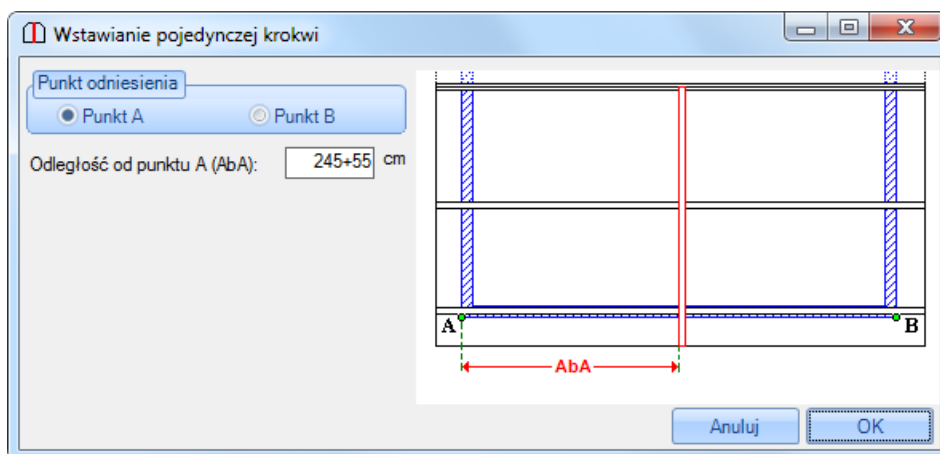 Wstawianie pojedynczej krokwi
Punkt odniesienia
Punkt A
Punkt B
Odległość od punktu A (AbA):
245+55 cm
A
B
AbA
Anuluj
OK